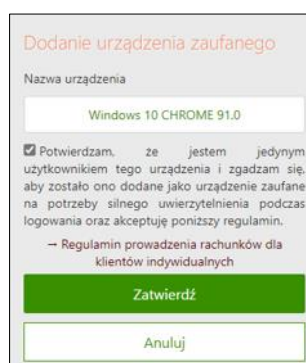 Dodanie urządzenia zaufanego
Nazwa urządzenia
Windows 10 CHROME 91.0
Potwierdzam, że jestem jedynym
użytkownikiem tego urządzenia i zgadzam się,
aby zostało ono dodane jako urządzenie zaufane
na potrzeby silnego uwierzytelnienia podczas
logowania oraz akceptuję poniższy regulamin.
→ Regulamin prowadzenia rachunków dla
klientów indywidualnych
Zatwierdź
Anuluj